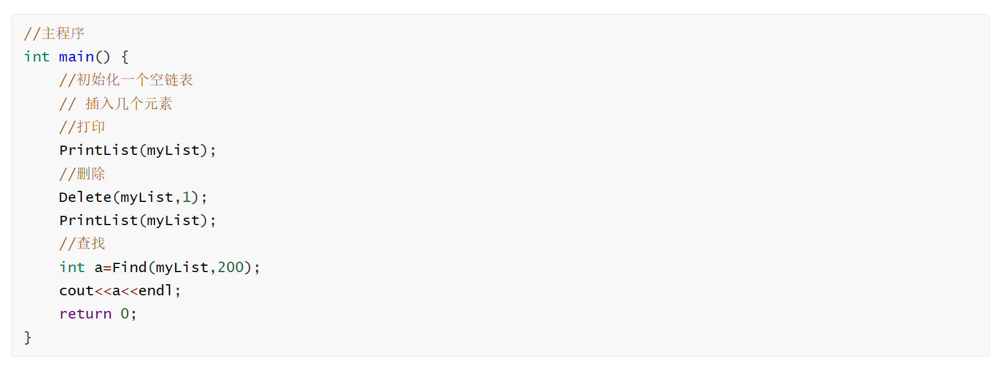 //主程序
int main() {
    //初始化一个空链表
    // 插入几个元素
    //打印
    PrintList(myList);
    //删除
    Delete(myList,1);
    PrintList(myList);
    //查找
    int a=Find(myList,200);
    cout<<a<<endl;
    return 0;
}